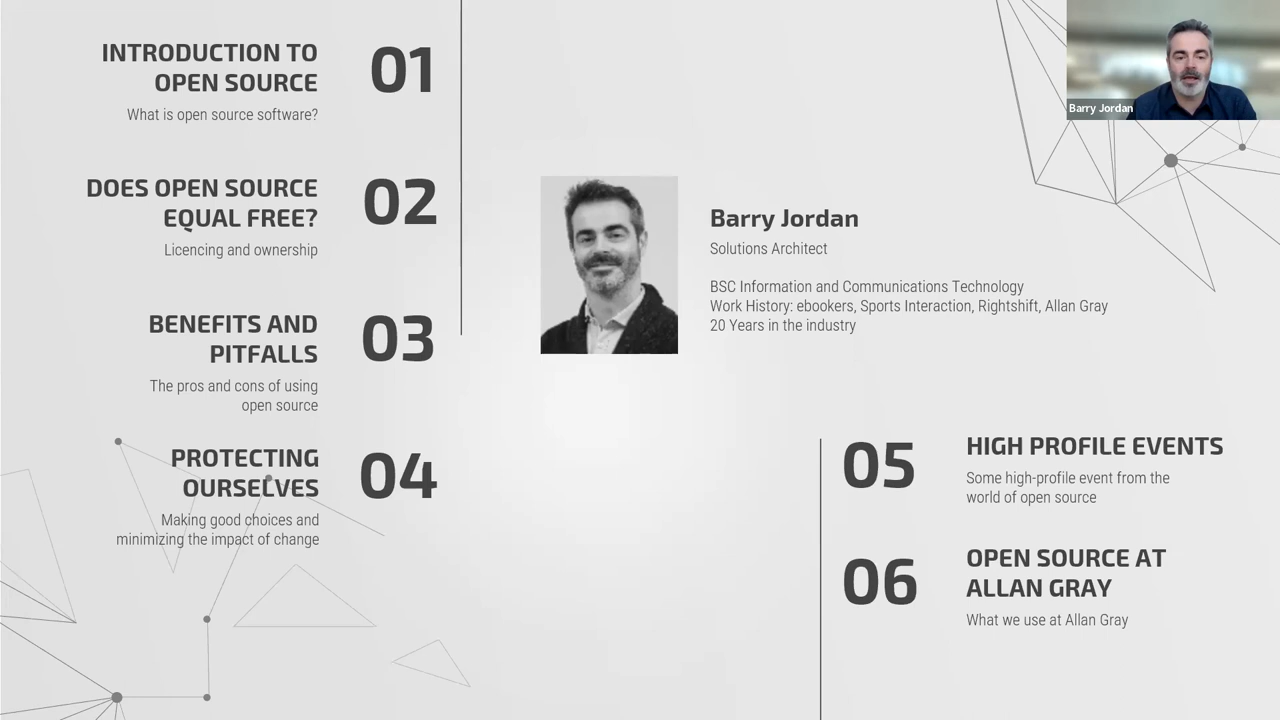 INTRODUCTION TO
OPEN SOURCE
What is open source software?
01
DOES OPEN SOURCE
EQUAL FREE?
Licencing and ownership
02
BENEFITS AND
PITFALLS
The pros and cons of using
open source
03
PROTECTING
OURSELVES
Making good choices and
minimizing the impact of change
04
Barry Jordan
Barry Jordan
Solutions Architect
BSC Information and Communications Technology
Work History: ebookers, Sports Interaction, Rightshift, Allan Gray
20 Years in the industry
05
HIGH PROFILE EVENTS
Some high-profile event from the
world of open source
06
OPEN SOURCE AT
ALLAN GRAY
What we use at Allan Gray